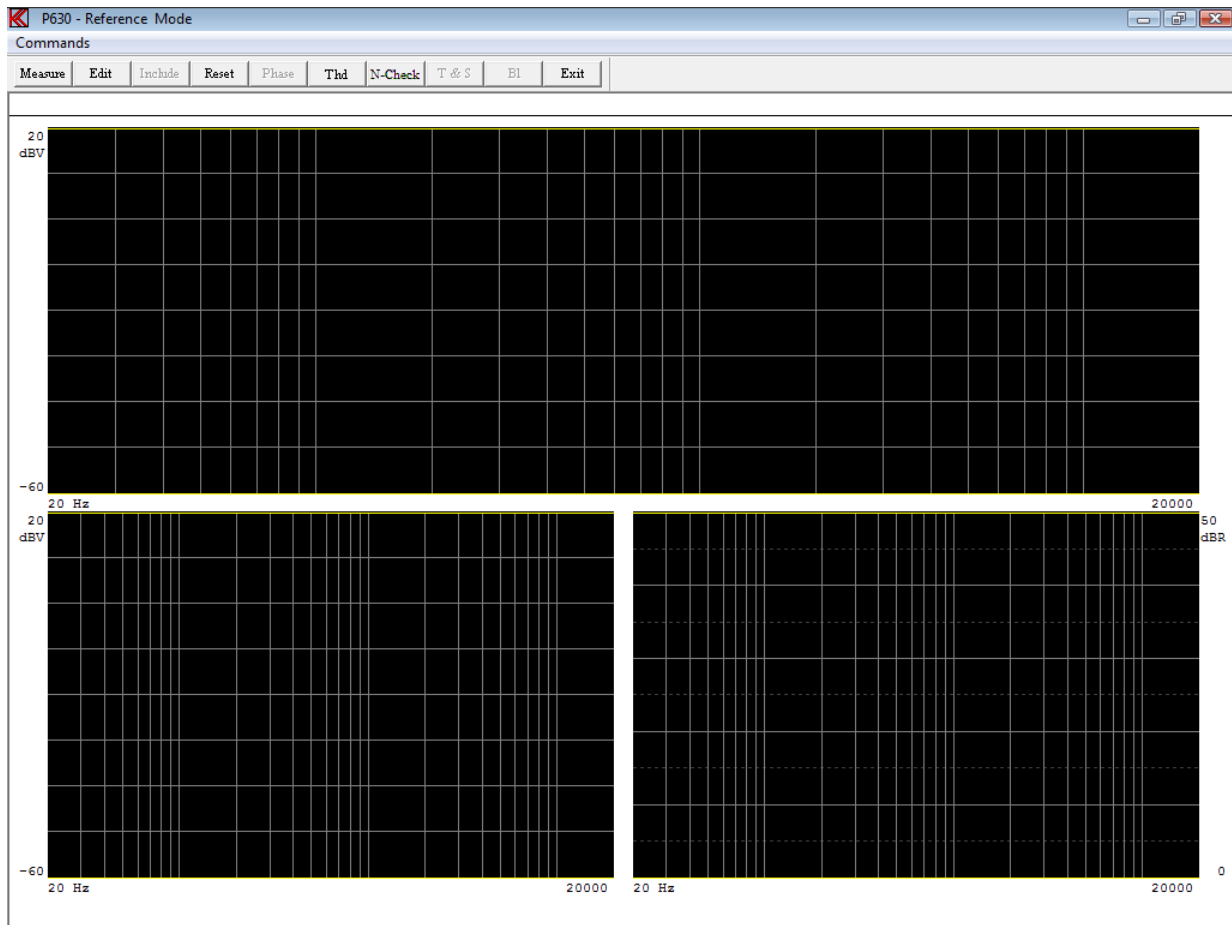 P630 - Reference Mode
Commands
Measure Edit Include Reset Phase Thd N-Check T & S Bl Exit
20
dBV
-60
20 Hz 20000
20
dBV
50
dBR
-60
0
20 Hz 20000 20 Hz 20000